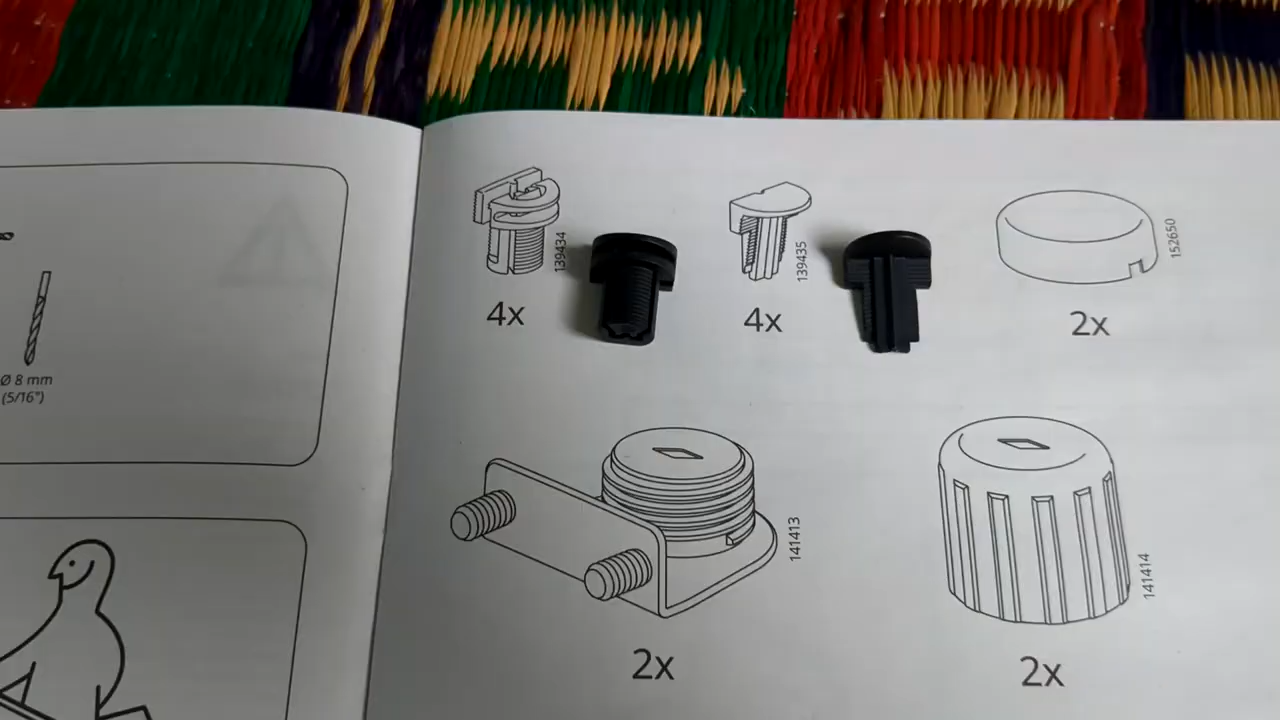 Ø 8 mm
(5/16")
139434
4x
139435
4x
152650
2x
141413
2x
141414
2x